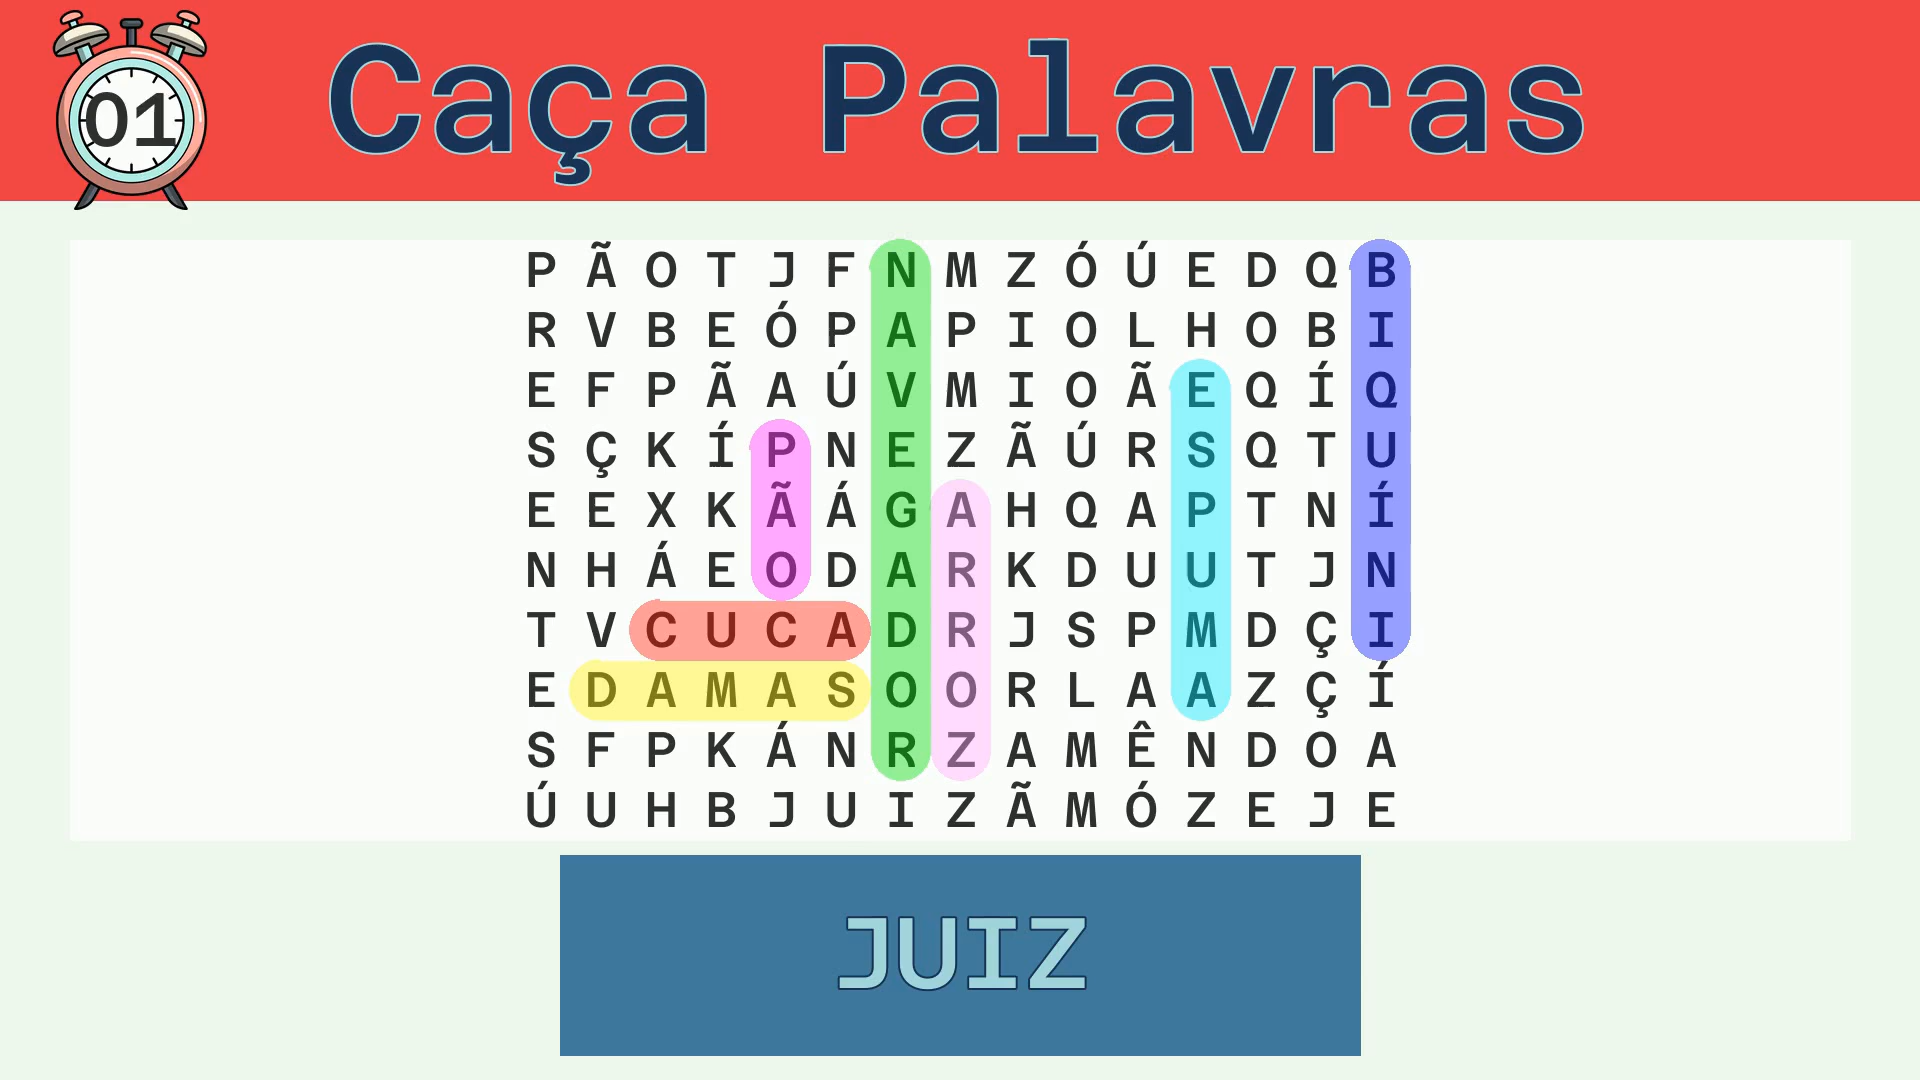 01
Caça Palavras
P Ã O T J F N M Z Ó Ú E D Q B
R V B E Ó P A P I O L H O B I
E F P Ã A Ú V M I O Ã E Q Í Q
S Ç K Í P N E Z Ã Ú R S Q T U
E E X K Ã Á G A H Q A P T N Í
N H Á E O D A R K D U U T J N
T V C U C A D R J S P M D Ç I
E D A M A S O O R L A A Z Ç Í
S F P K Á N R Z A M Ê N D O A
Ú U H B J U I Z Ã M Ó Z E J E
JUIZ